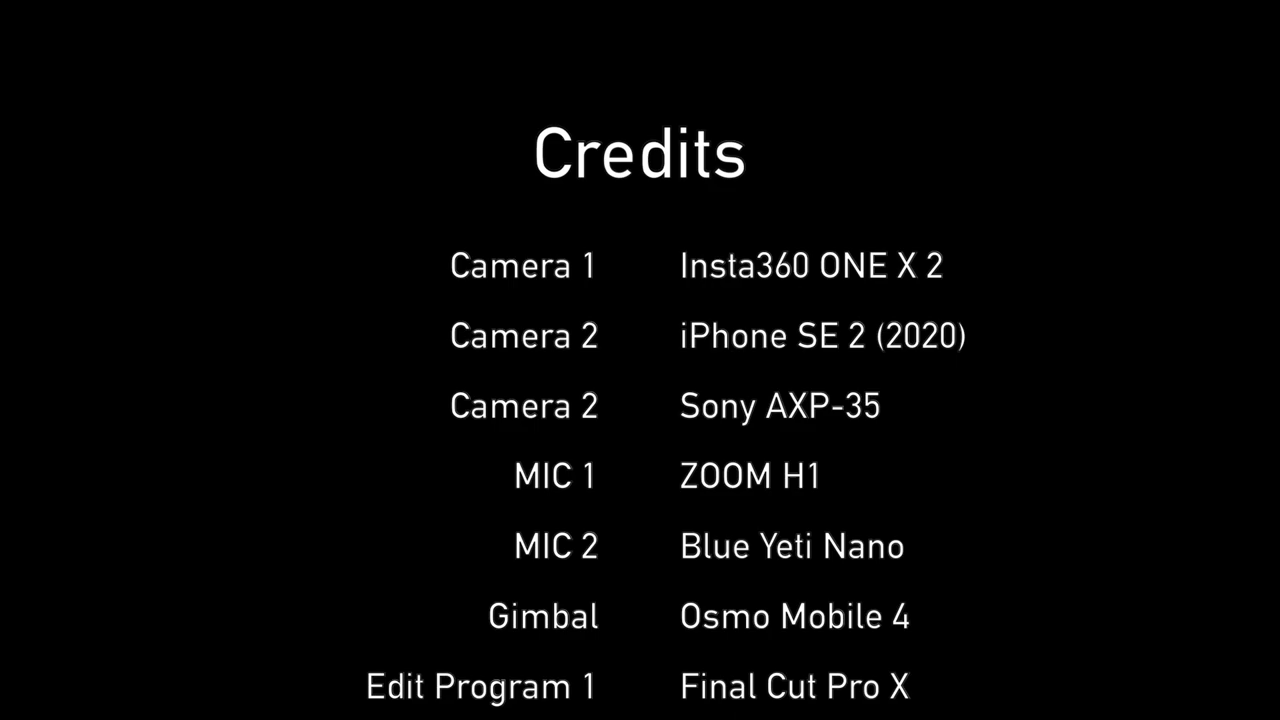 Credits
Camera 1 Insta360 ONE X 2
Camera 2 iPhone SE 2 (2020)
Camera 2 Sony AXP-35
MIC 1 ZOOM H1
MIC 2 Blue Yeti Nano
Gimbal Osmo Mobile 4
Edit Program 1 Final Cut Pro X